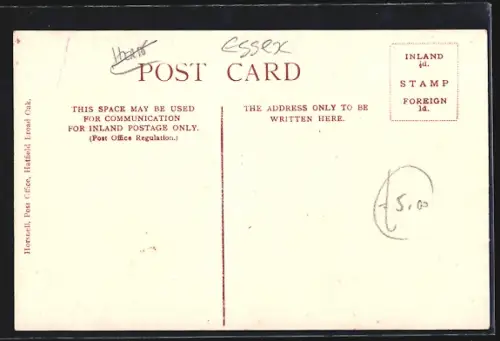 Essex
POST CARD
THIS SPACE MAY BE USED
FOR COMMUNICATION
FOR INLAND POSTAGE ONLY.
(Post Office Regulation.)
THE ADDRESS ONLY TO BE
WRITTEN HERE.
INLAND
½d.
STAMP
FOREIGN
1d.
5.00
Horsnell, Post Office, Hatfield Broad Oak.